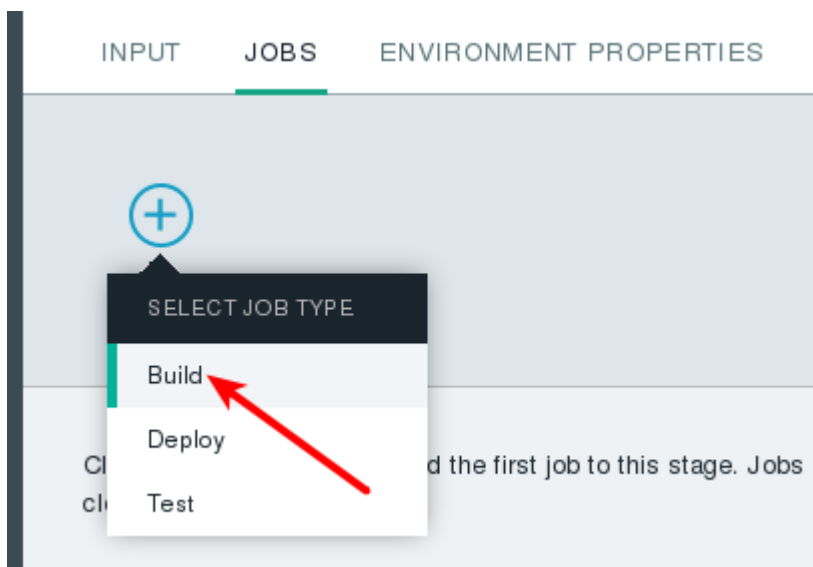 INPUT JOBS ENVIRONMENT PROPERTIES
SELECT JOB TYPE
Build
Deploy
the first job to this stage. Jobs
Test